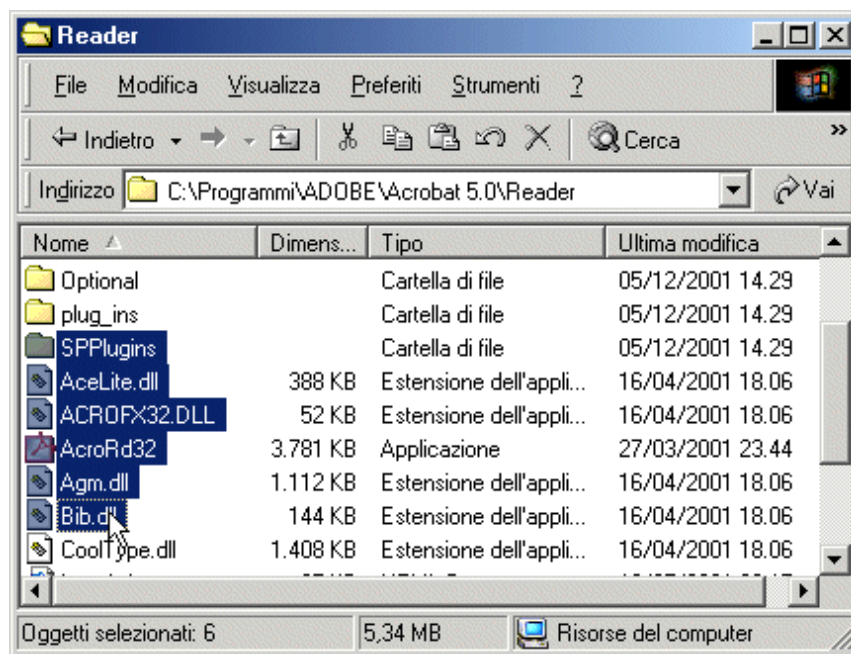 Reader
File Modifica Visualizza Preferiti Strumenti ?
Indietro Cerca »
Indirizzo C:\Programmi\ADOBE\Acrobat 5.0\Reader Vai
Nome Dimens... Tipo Ultima modifica
Optional Cartella di file 05/12/2001 14.29
plug_ins Cartella di file 05/12/2001 14.29
SPPlugins Cartella di file 05/12/2001 14.29
AceLite.dll 388 KB Estensione dell'appli... 16/04/2001 18.06
ACROFX32.DLL 52 KB Estensione dell'appli... 16/04/2001 18.06
AcroRd32 3.781 KB Applicazione 27/03/2001 23.44
Agm.dll 1.112 KB Estensione dell'appli... 16/04/2001 18.06
Bib.dll 144 KB Estensione dell'appli... 16/04/2001 18.06
CoolType.dll 1.408 KB Estensione dell'appli... 16/04/2001 18.06
Oggetti selezionati: 6 5,34 MB Risorse del computer